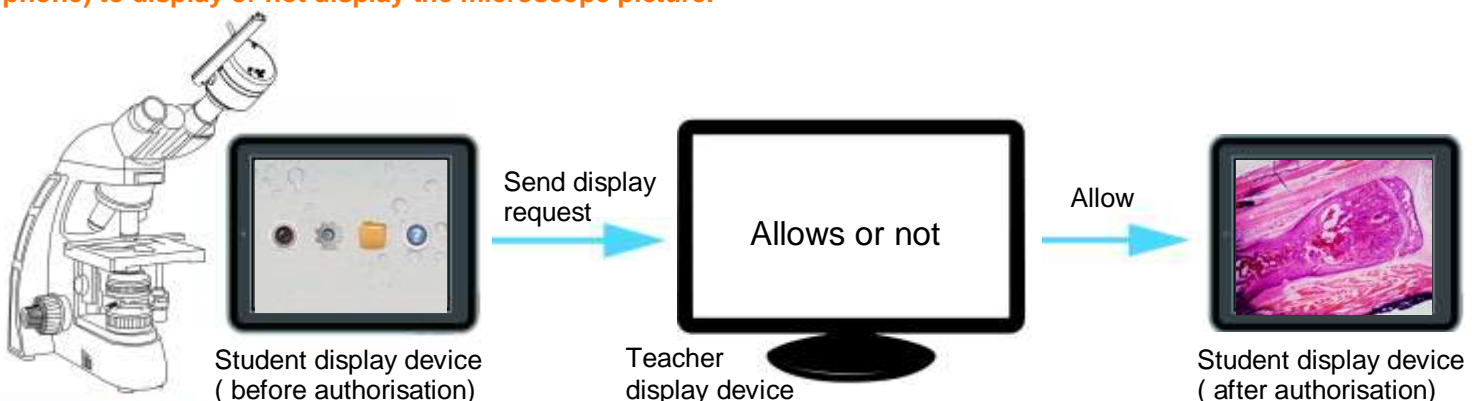 phone) to display or not display the microscope picture.
Send display
request
Allows or not
Allow
Student display device
( before authorisation)
Teacher
display device
Student display device
( after authorisation)